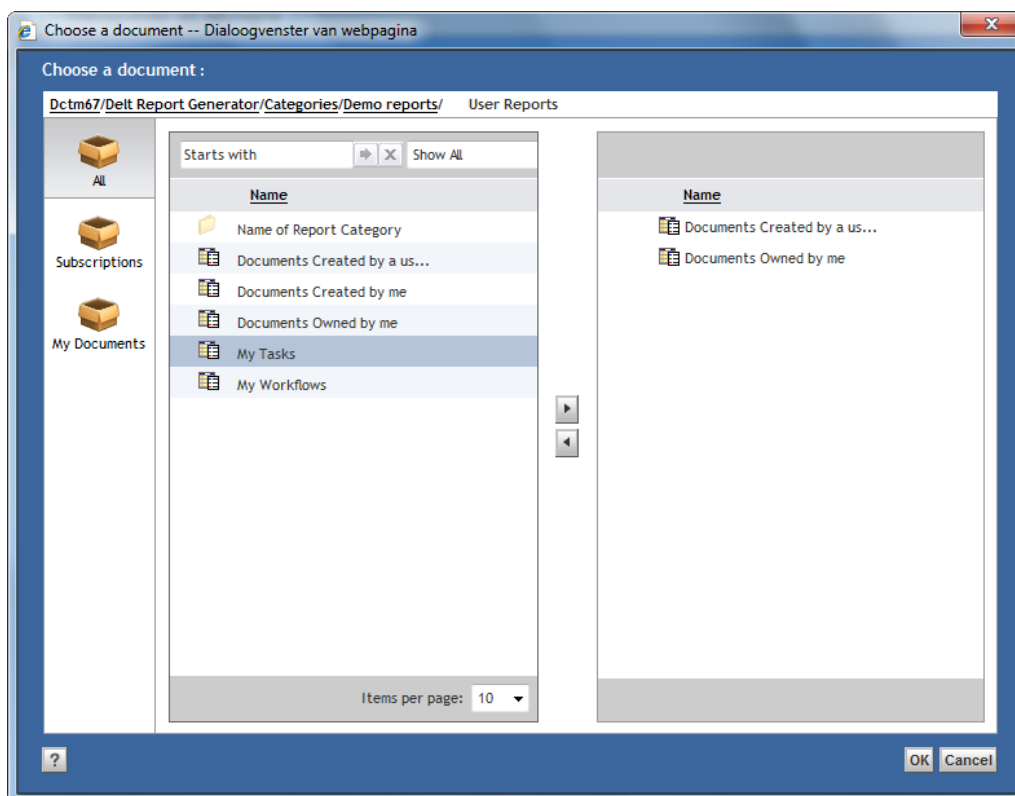 Choose a document -- Dialoogvenster van webpagina
Choose a document :
Dctm67/Delt Report Generator/Categories/Demo reports/ User Reports
All
Subscriptions
My Documents
Starts with
Show All
Name
Name of Report Category
Documents Created by a us...
Documents Created by me
Documents Owned by me
My Tasks
My Workflows
Items per page: 10
Name
Documents Created by a us...
Documents Owned by me
?
OK Cancel